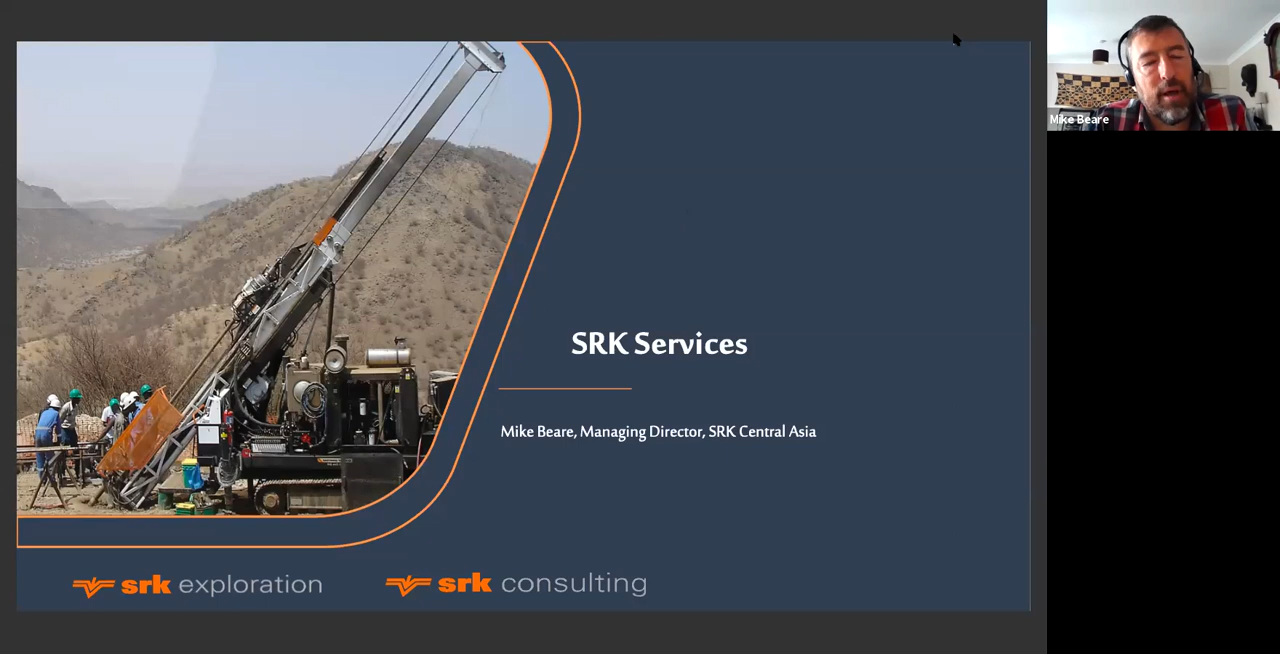 Mike Beare
SRK Services
Mike Beare, Managing Director, SRK Central Asia
srk exploration
srk consulting